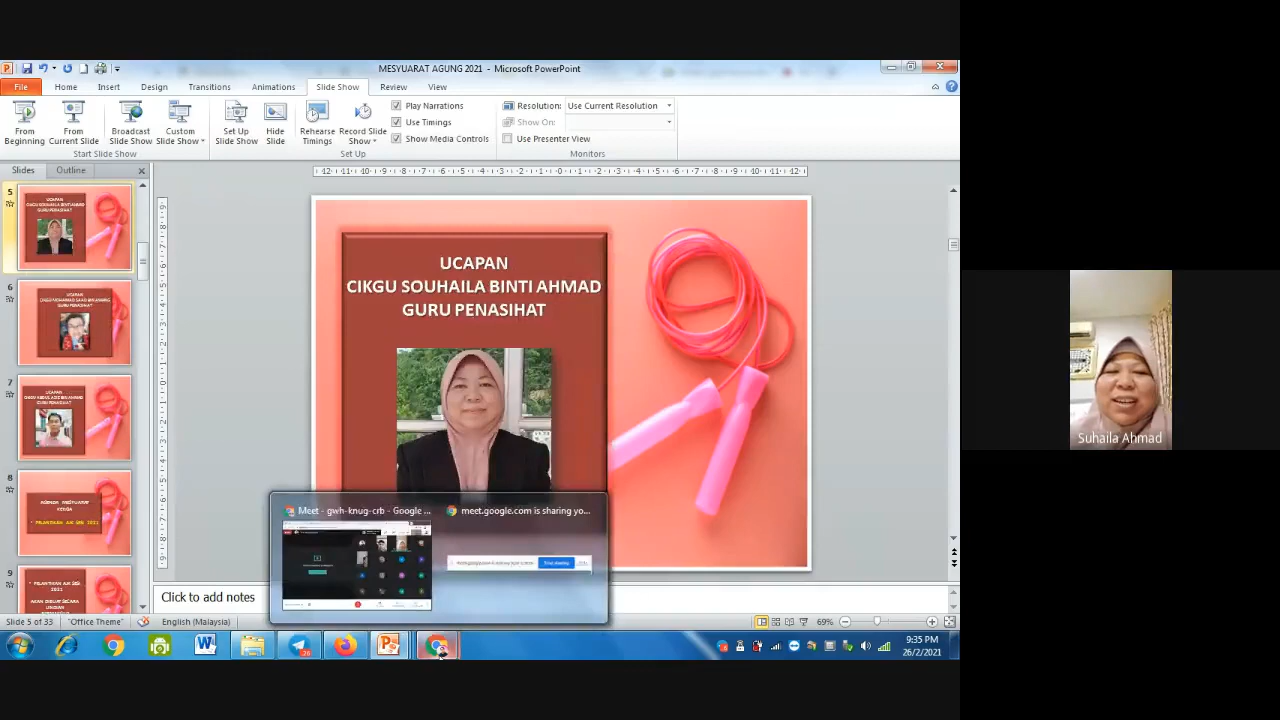 MESYUARAT AGUNG 2021 - Microsoft PowerPoint
File Home Insert Design Transitions Animations Slide Show Review View
From Beginning
From Current Slide
Broadcast Slide Show
Custom Slide Show
Set Up Slide Show
Hide Slide
Rehearse Timings
Record Slide Show
Play Narrations
Use Timings
Show Media Controls
Resolution: Use Current Resolution
Show On:
Use Presenter View
Start Slide Show Set Up Monitors
Slides Outline
5
6
7
8
9
UCAPAN
CIKGU SOUHAILA BINTI AHMAD
GURU PENASIHAT
Suhaila Ahmad
Meet - gwh-knug-crb - Google ...
meet.google.com is sharing yo...
Click to add notes
Slide 5 of 33 "Office Theme" English (Malaysia) 69%
9:35 PM
26/2/2021